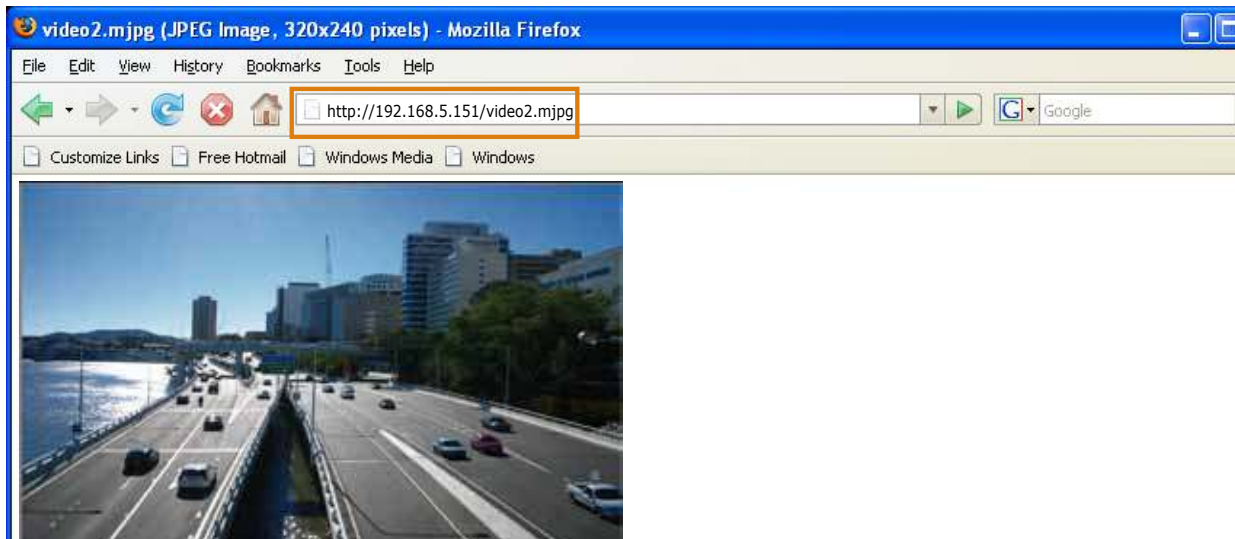 video2.mjpg (JPEG Image, 320x240 pixels) - Mozilla Firefox
File Edit View History Bookmarks Tools Help
http://192.168.5.151/video2.mjpg G Google
Customize Links Free Hotmail Windows Media Windows